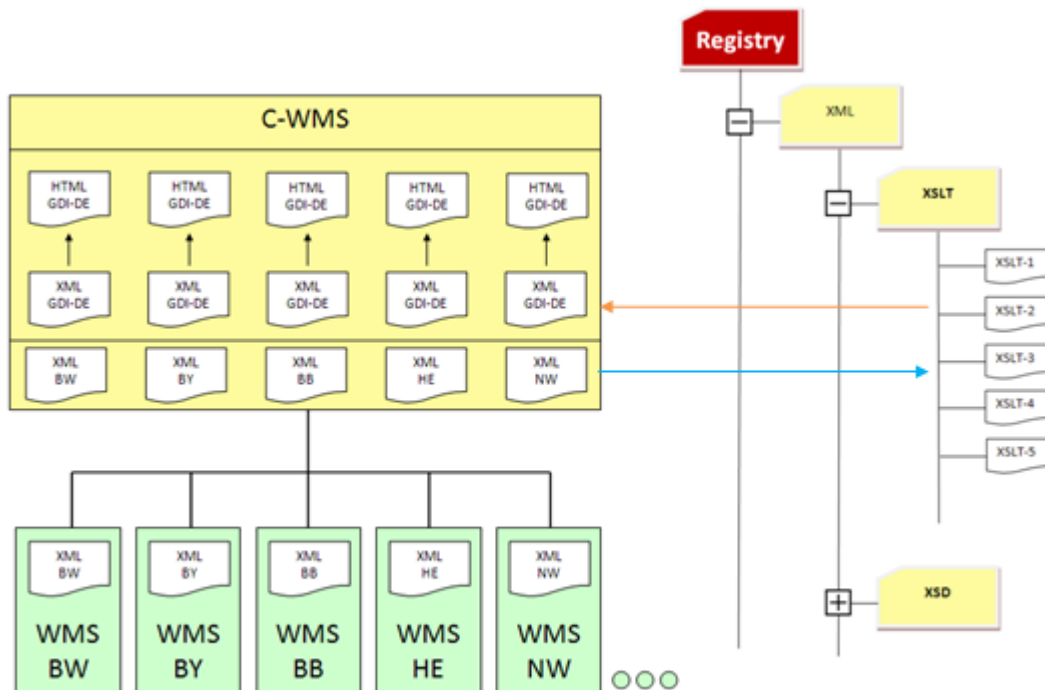 Registry
C-WMS
XML
HTML
GDI-DE
HTML
GDI-DE
HTML
GDI-DE
HTML
GDI-DE
HTML
GDI-DE
XSLT
XML
GDI-DE
XML
GDI-DE
XML
GDI-DE
XML
GDI-DE
XML
GDI-DE
XSLT-1
XSLT-2
XSLT-3
XSLT-4
XSLT-5
XML
BW
XML
BY
XML
BB
XML
HE
XML
NW
XML
BW
XML
BY
XML
BB
XML
HE
XML
NW
XSD
WMS
BW
WMS
BY
WMS
BB
WMS
HE
WMS
NW